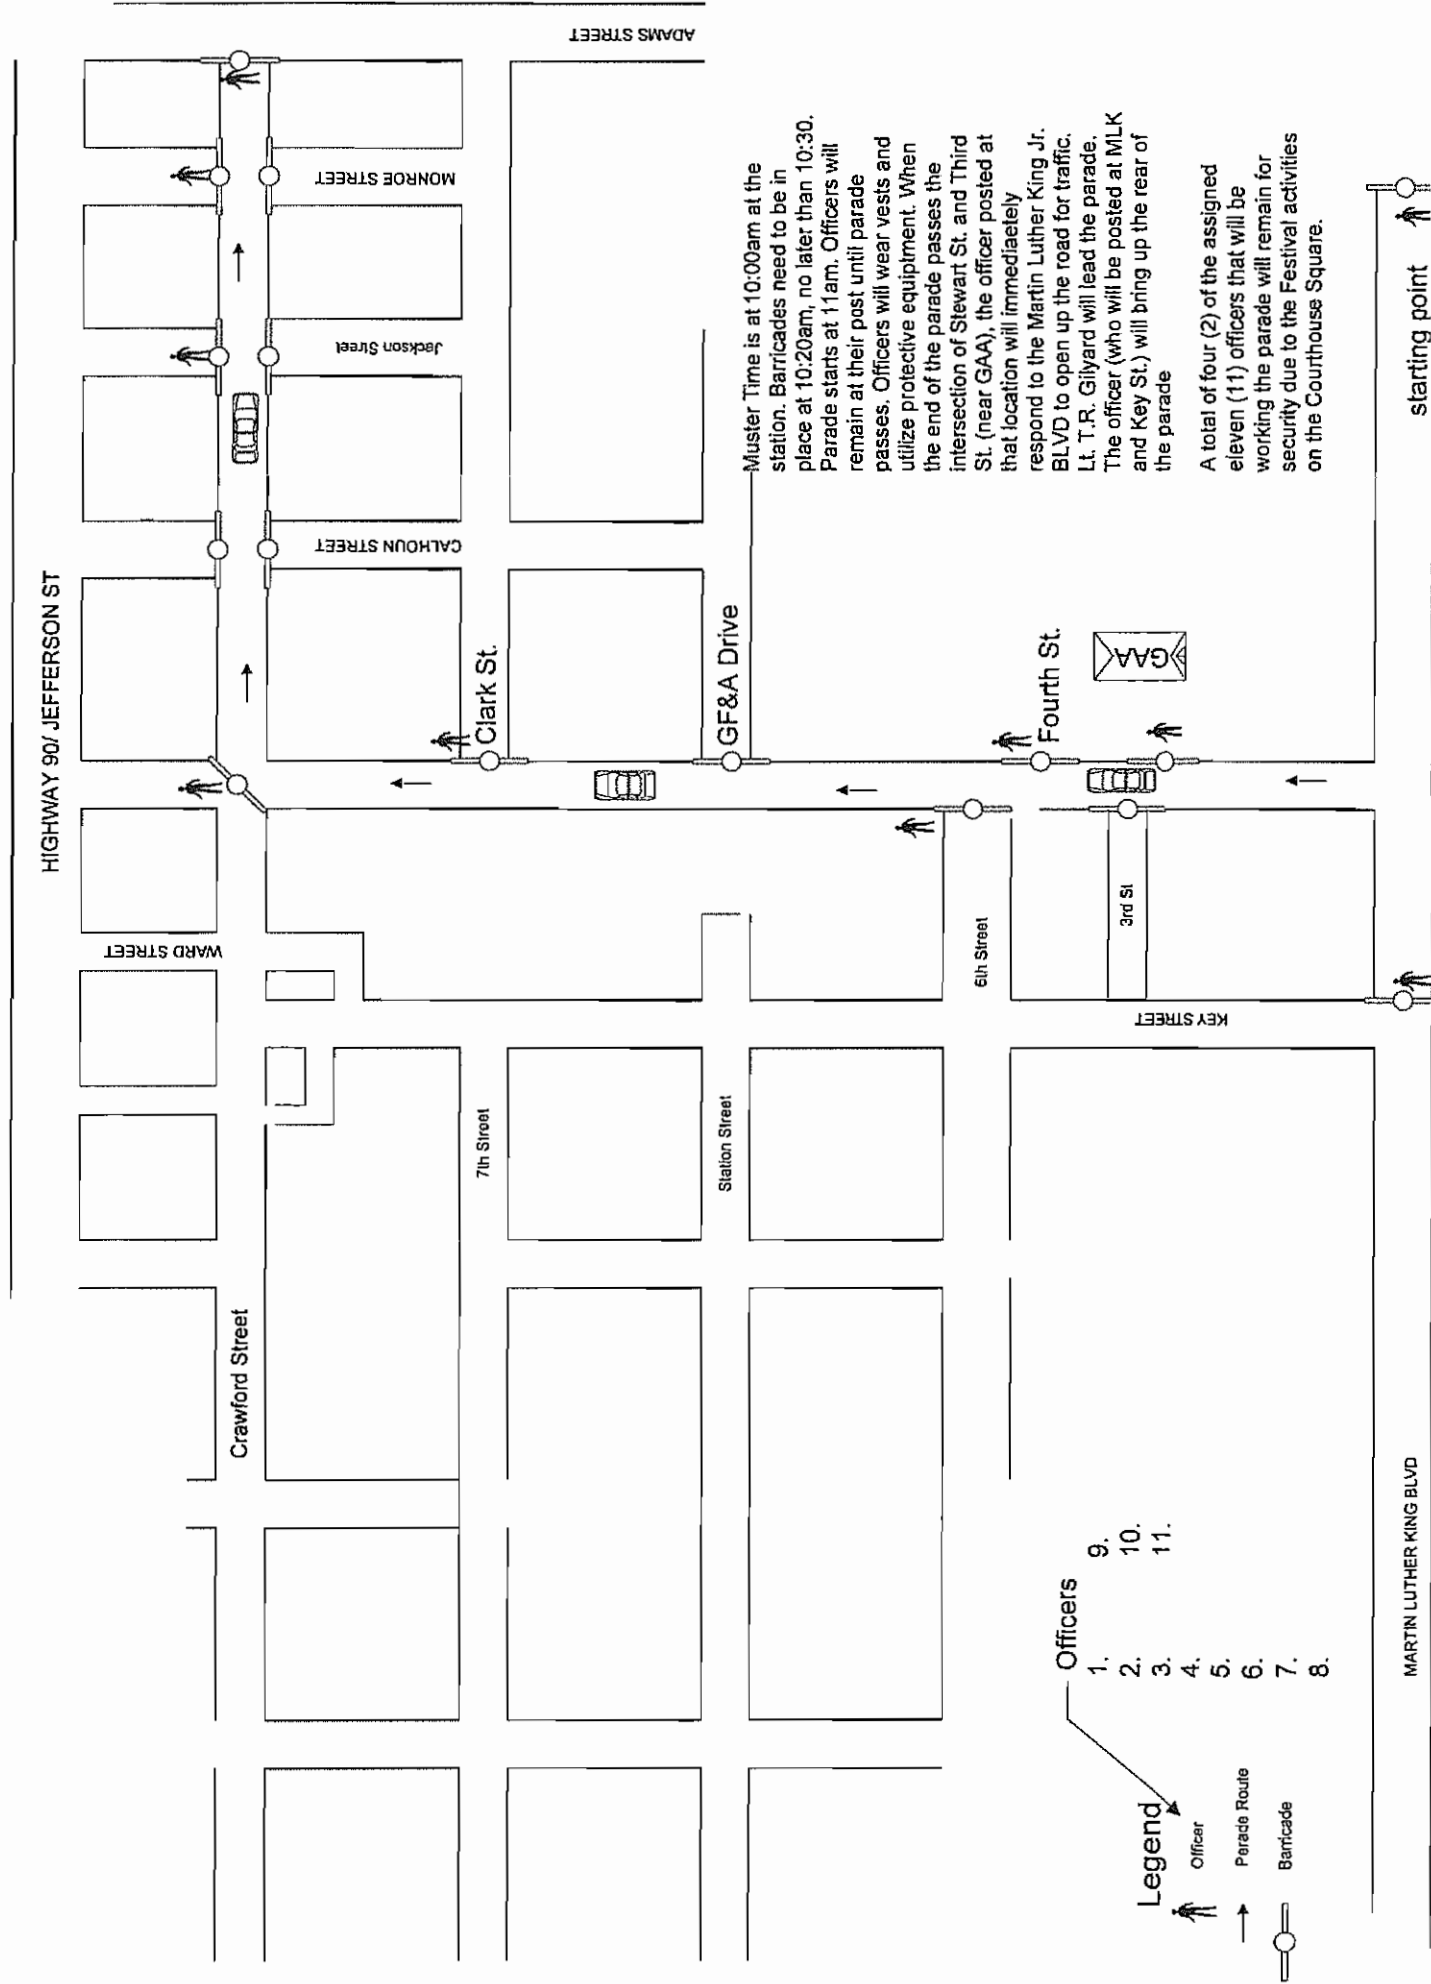 HIGHWAY 90/ JEFFERSON ST
ADAMS STREET
MONROE STREET
Jackson Street
CALHOUN STREET
WARD STREET
Crawford Street
Clark St.
7th Street
GF&A Drive
Station Street
Fourth St.
GAA
6th Street
3rd St
KEY STREET
Muster Time is at 10:00am at the
station. Barricades need to be in
place at 10:20am, no later than 10:30.
Parade starts at 11am. Officers will
remain at their post until parade
passes. Officers will wear vests and
utilize protective equiptment. When
the end of the parade passes the
intersection of Stewart St. and Third
St. (near GAA), the officer posted at
that location will immediaetely
respond to the Martin Luther King Jr.
BLVD to open up the road for traffic.
Lt. T.R. Gilyard will lead the parade.
The officer (who will be posted at MLK
and Key St.) will bring up the rear of
the parade
A total of four (2) of the assigned
eleven (11) officers that will be
working the parade will remain for
security due to the Festival activities
on the Courthouse Square.
starting point
MARTIN LUTHER KING BLVD
Officers
1.
2.
3.
4.
5.
6.
7.
8.
9.
10.
11.
Legend
Officer
Parade Route
Barricade